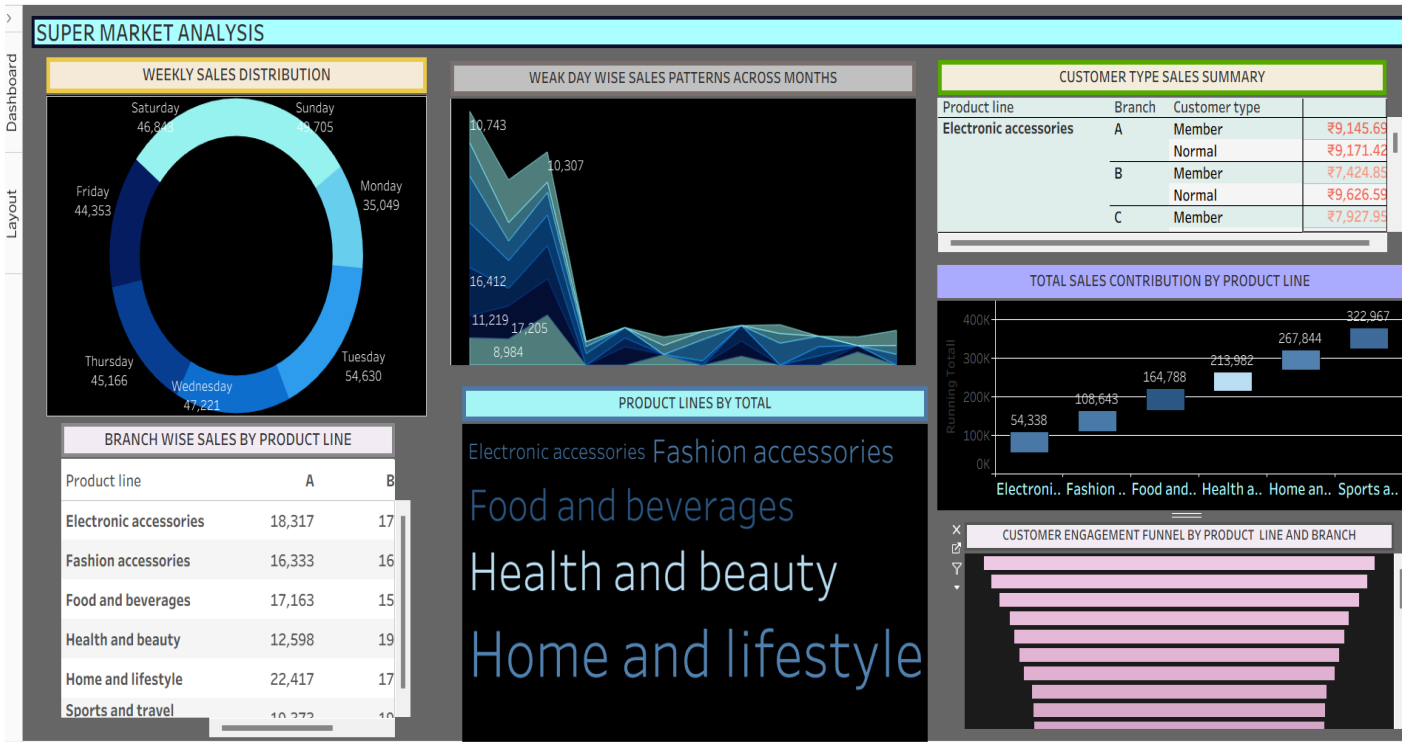 SUPER MARKET ANALYSIS
Dashboard
Layout
WEEKLY SALES DISTRIBUTION
Saturday
46,843
Sunday
49,705
Monday
35,049
Tuesday
54,630
Wednesday
47,221
Thursday
45,166
Friday
44,353
WEAK DAY WISE SALES PATTERNS ACROSS MONTHS
10,743
10,307
16,412
11,219
17,205
8,984
CUSTOMER TYPE SALES SUMMARY
Product line Branch Customer type
Electronic accessories A Member ₹9,145.69
Normal ₹9,171.42
B Member ₹7,424.85
Normal ₹9,626.59
C Member ₹7,927.95
TOTAL SALES CONTRIBUTION BY PRODUCT LINE
Running Totall
400K
300K
200K
100K
0K
54,338
108,643
164,788
213,982
267,844
322,967
Electroni.. Fashion .. Food and.. Health a.. Home an.. Sports a..
BRANCH WISE SALES BY PRODUCT LINE
Product line A B
Electronic accessories 18,317 17
Fashion accessories 16,333 16
Food and beverages 17,163 15
Health and beauty 12,598 19
Home and lifestyle 22,417 17
Sports and travel
PRODUCT LINES BY TOTAL
Electronic accessories Fashion accessories
Food and beverages
Health and beauty
Home and lifestyle
CUSTOMER ENGAGEMENT FUNNEL BY PRODUCT LINE AND BRANCH